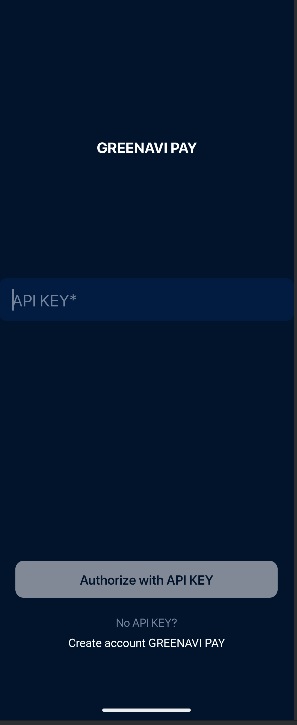 GREENAVI PAY
API KEY*
Authorize with API KEY
No API KEY?
Create account GREENAVI PAY